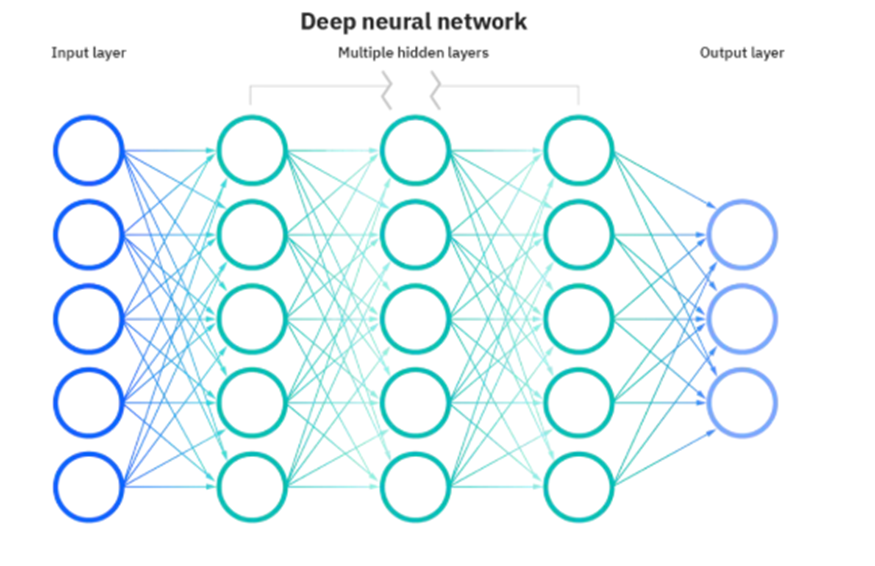 Deep neural network
Input layer
Multiple hidden layers
Output layer